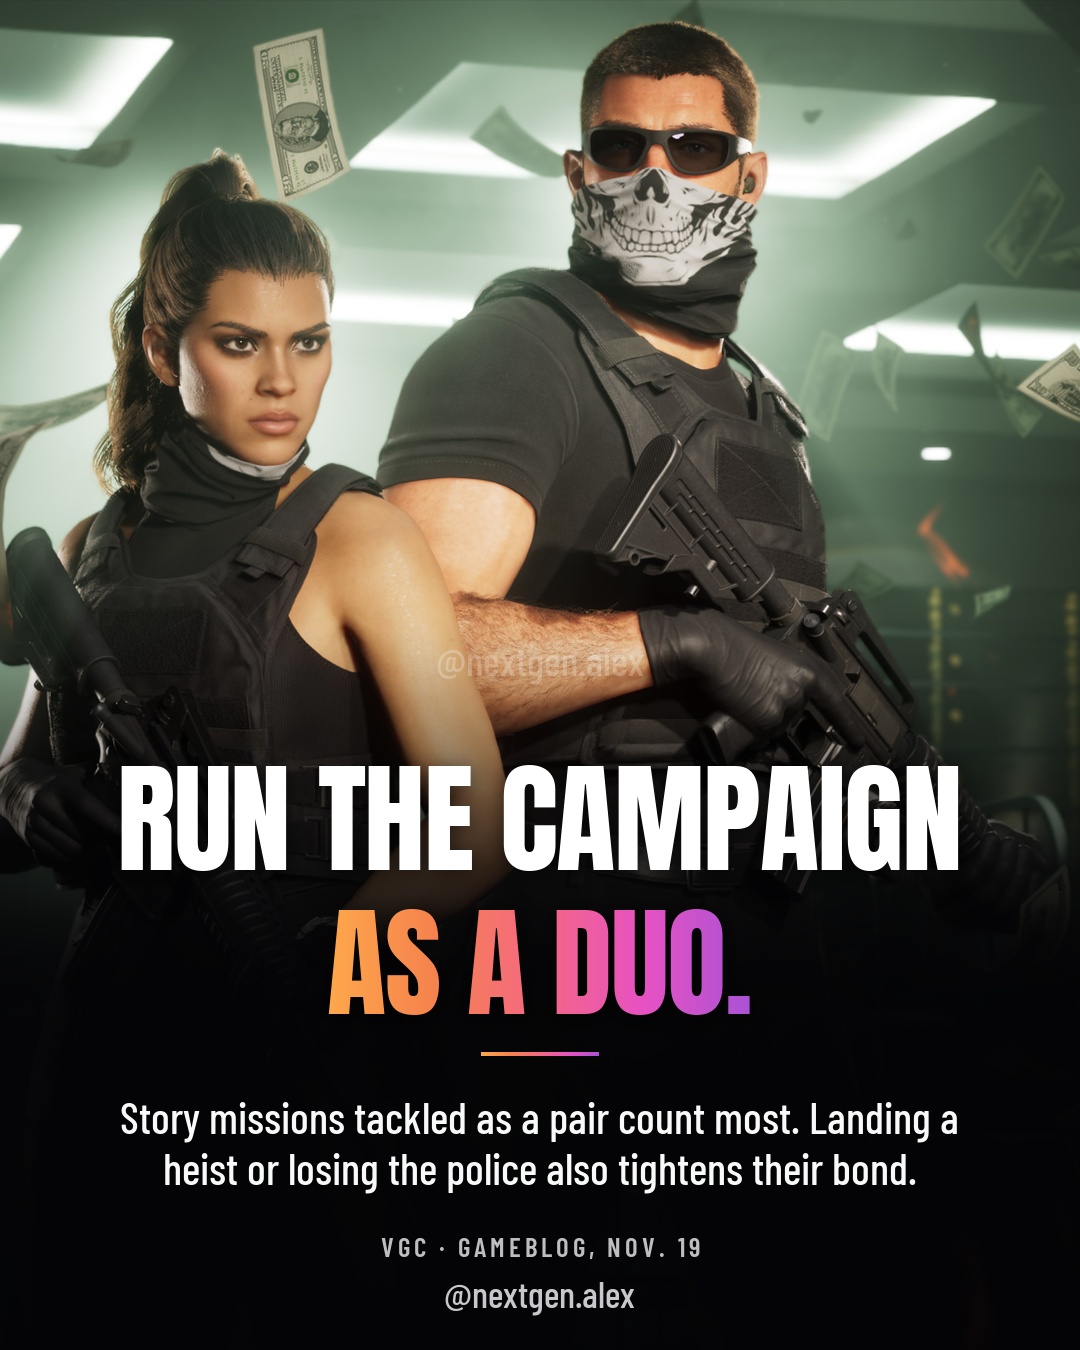 @nextgen.alex
RUN THE CAMPAIGN
AS A DUO.
Story missions tackled as a pair count most. Landing a
heist or losing the police also tightens their bond.
VGC · GAMEBLOG, NOV. 19
@nextgen.alex